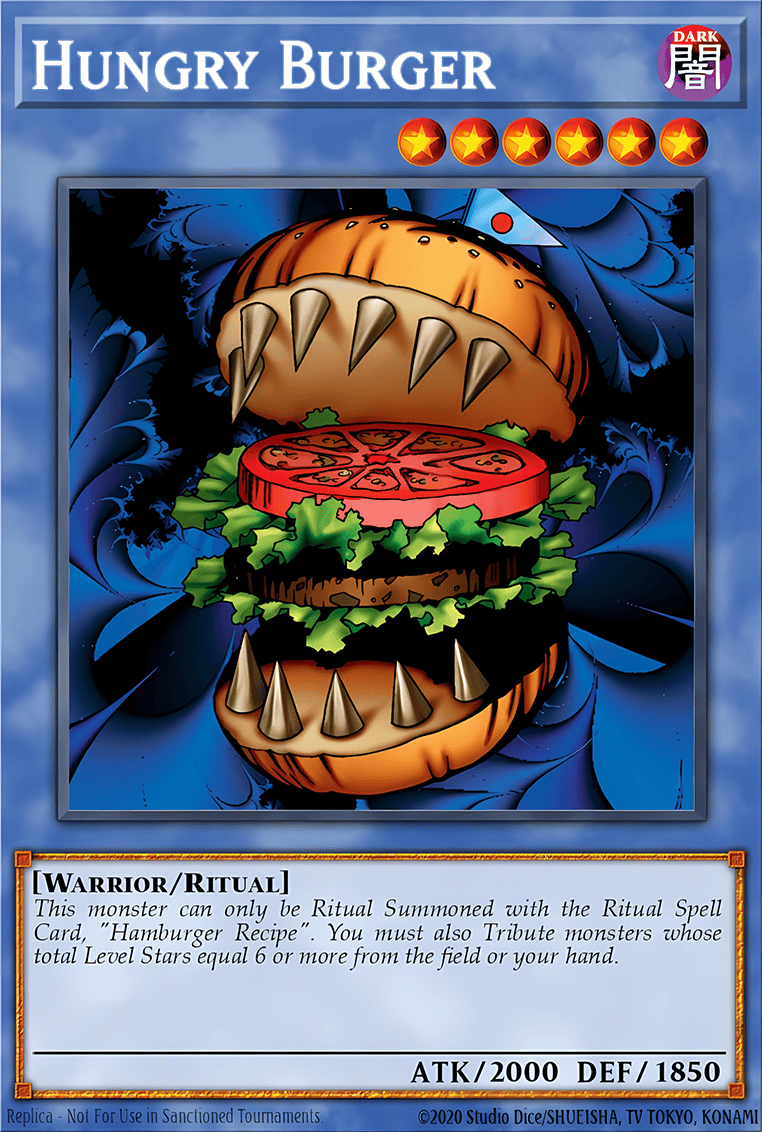 HUNGRY BURGER
DARK
闇
[WARRIOR/RITUAL]
This monster can only be Ritual Summoned with the Ritual Spell
Card, "Hamburger Recipe". You must also Tribute monsters whose
total Level Stars equal 6 or more from the field or your hand.
ATK/2000 DEF/1850
Replica - Not For Use in Sanctioned Tournaments.
©2020 Studio Dice/SHUEISHA, TV TOKYO, KONAMI